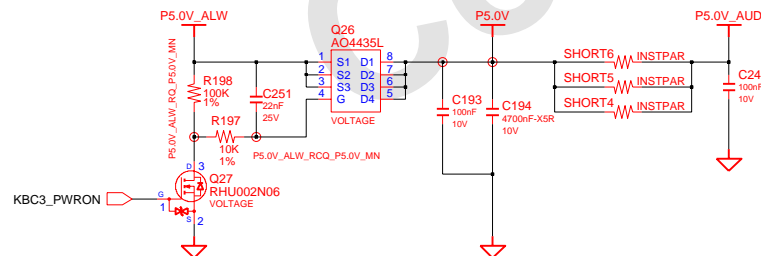 P5.0V_ALW
P5.0V
P5.0V_AUD
Q26
AO4435L
1 S1 D1 8
2 S2 D2 7
3 S3 D3 6
4 G D4 5
VOLTAGE
R198
100K
1%
C251
22nF
25V
P5.0V_ALW_RQ_P5.0V_MN
R197
10K
1%
P5.0V_ALW_RCQ_P5.0V_MN
C193
100nF
10V
C194
4700nF-X5R
10V
SHORT6 INSTPAR
SHORT5 INSTPAR
SHORT4 INSTPAR
C24
100nF
10V
D 3
Q27
RHU002N06
VOLTAGE
KBC3_PWRON
G
1
S 2